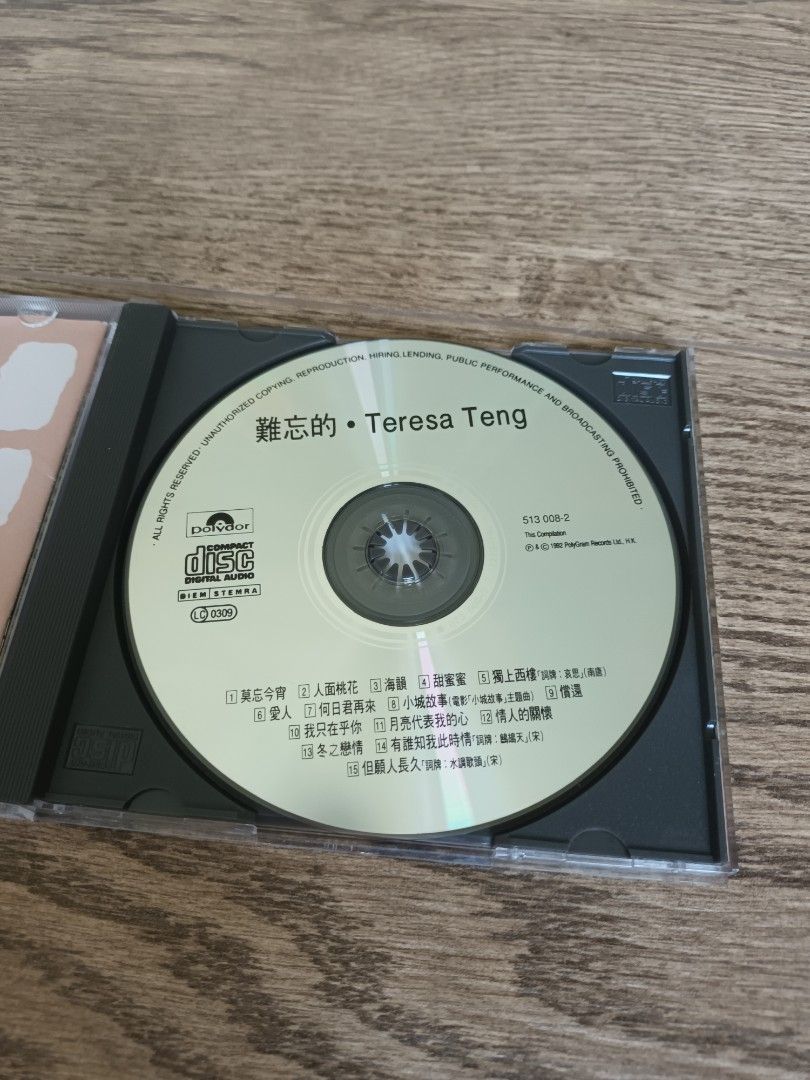 · ALL RIGHTS RESERVED · UNAUTHORIZED COPYING, REPRODUCTION, HIRING, LENDING, PUBLIC PERFORMANCE AND BROADCASTING PROHIBITED ·
難忘的 • Teresa Teng
polydor
513 008-2
This Compilation
Ⓟ & © 1992 PolyGram Records Ltd., H.K.
COMPACT
disc
DIGITAL AUDIO
BIEM STEMRA
LC 0309
1 莫忘今宵 2 人面桃花 3 海韻 4 甜蜜蜜 5 獨上西樓「詞牌：哀思」(南唐)
6 愛人 7 何日君再來 8 小城故事(電影「小城故事」主題曲) 9 償還
10 我只在乎你 11 月亮代表我的心 12 情人的關懷
13 冬之戀情 14 有誰知我此時情「詞牌：鷓鴣天」(宋)
15 但願人長久「詞牌：水調歌頭」(宋)